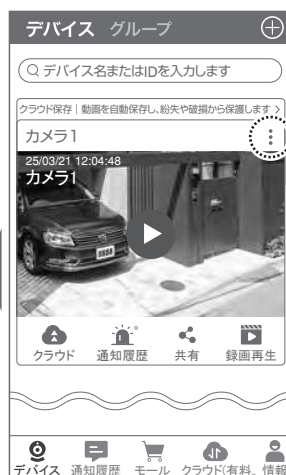 デバイス グループ
デバイス名またはIDを入力します
クラウド保存|動画を自動保存し、紛失や破損から保護します >
カメラ1
25/03/21 12:04:48
カメラ1
8888
クラウド 通知履歴 共有 録画再生
デバイス 通知履歴 モール クラウド(有料.. 情報